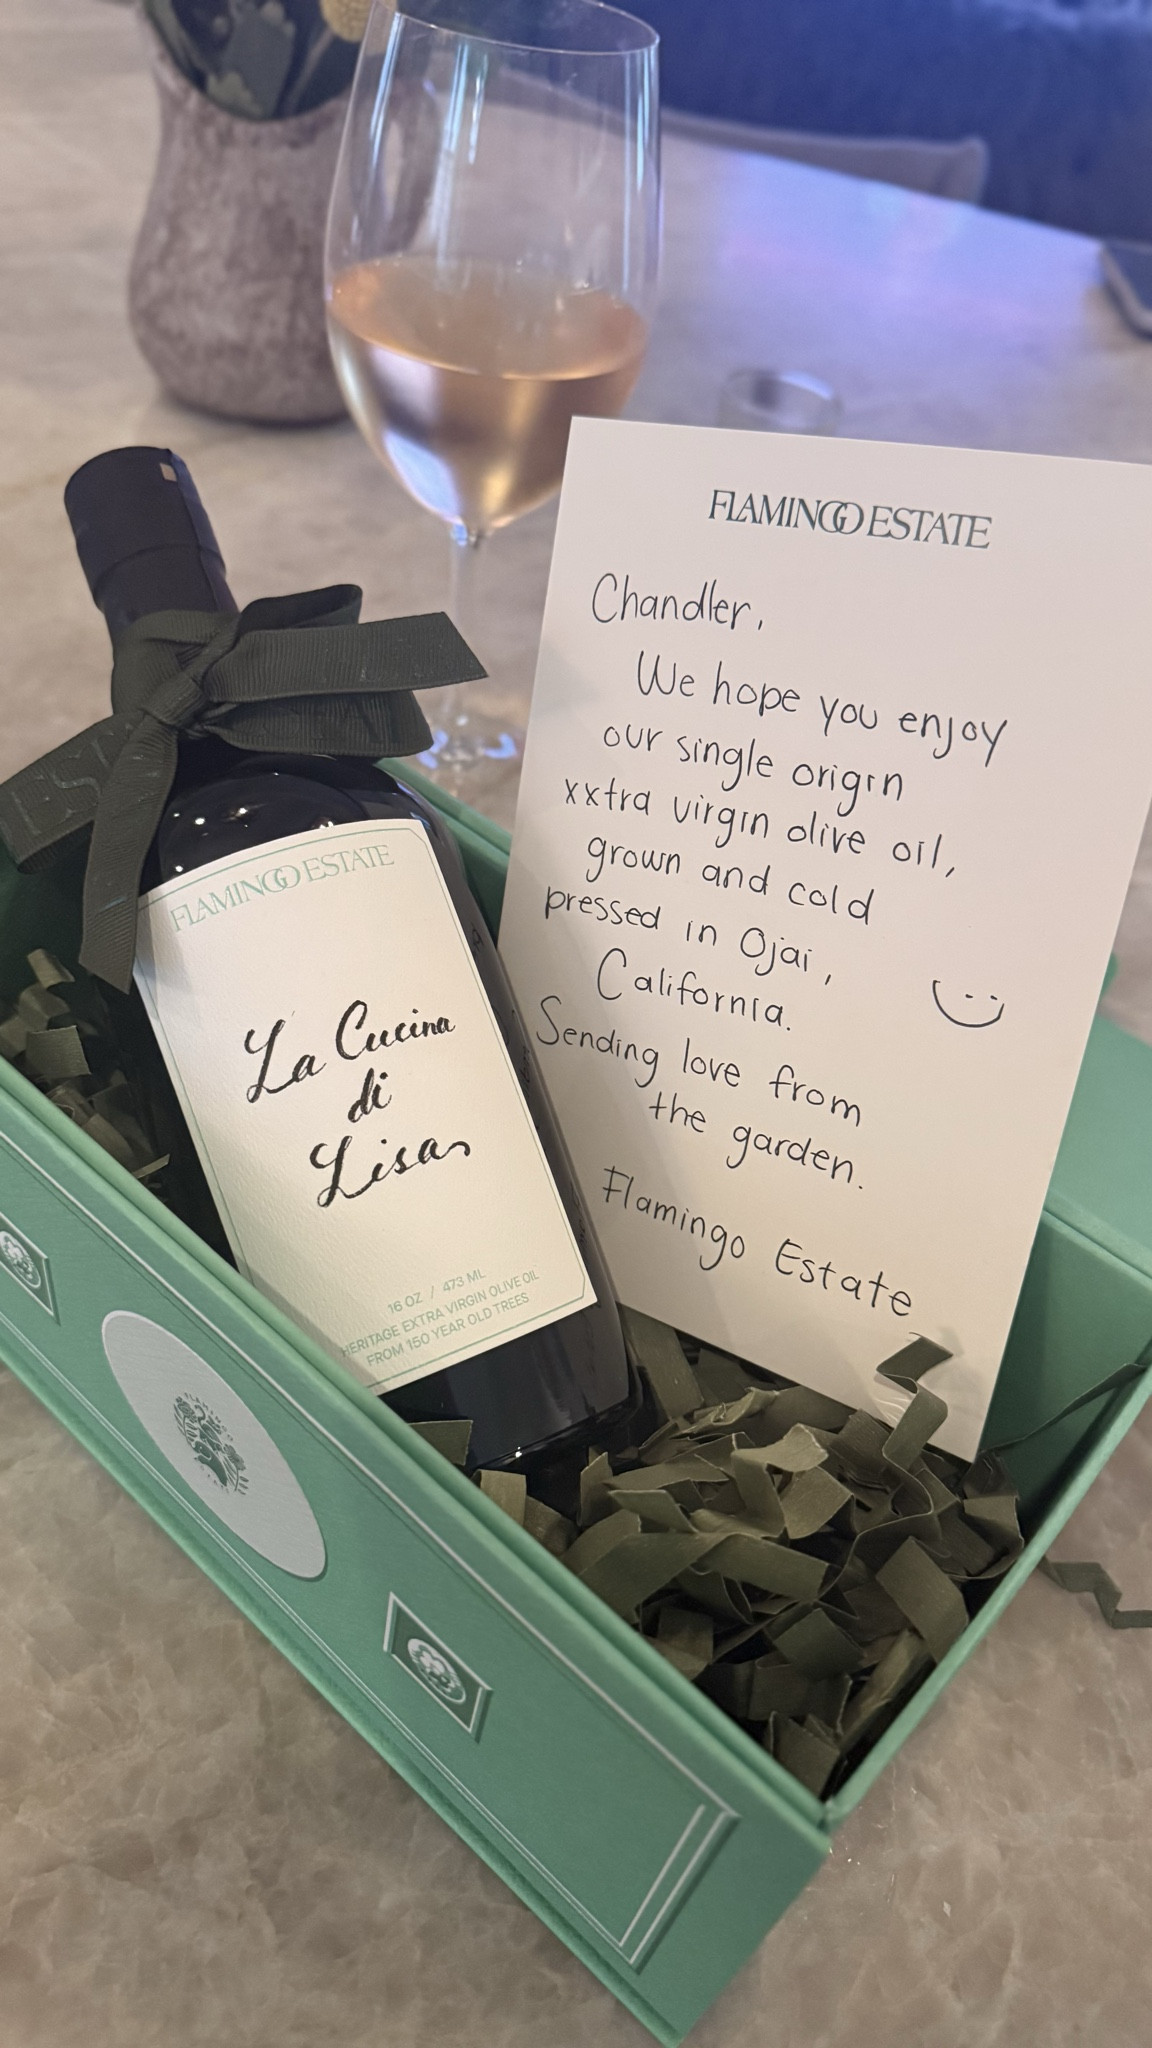 FLAMINGO ESTATE
Chandler,
We hope you enjoy
our single origin
xxtra virgin olive oil,
grown and cold
pressed in Ojai,
California.
Sending love from
the garden.
Flamingo Estate
FLAMINGO ESTATE
La Cucina
di
Lisa
16 OZ / 473 ML
HERITAGE EXTRA VIRGIN OLIVE OIL
FROM 150 YEAR OLD TREES